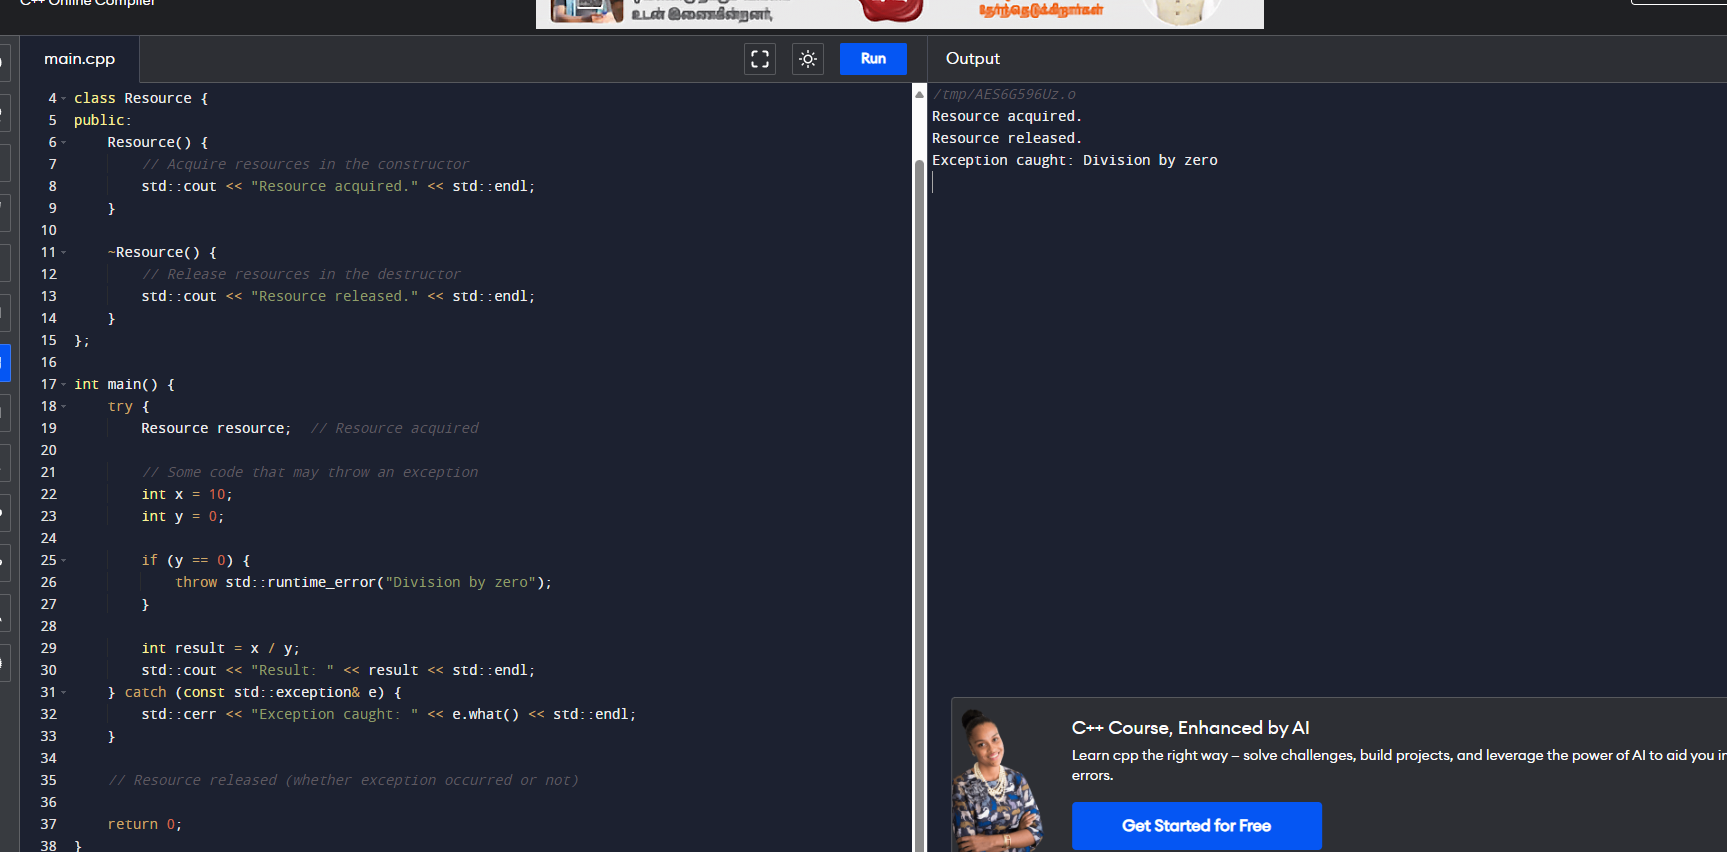 C++ Online Compiler
உடன் இணைகின்றனர்,
தேர்ந்தெடுக்கிறார்கள்
main.cpp
Run
Output
4 class Resource {
5 public:
6     Resource() {
7         // Acquire resources in the constructor
8         std::cout << "Resource acquired." << std::endl;
9     }
10
11     ~Resource() {
12         // Release resources in the destructor
13         std::cout << "Resource released." << std::endl;
14     }
15 };
16
17 int main() {
18     try {
19         Resource resource;  // Resource acquired
20
21         // Some code that may throw an exception
22         int x = 10;
23         int y = 0;
24
25         if (y == 0) {
26             throw std::runtime_error("Division by zero");
27         }
28
29         int result = x / y;
30         std::cout << "Result: " << result << std::endl;
31     } catch (const std::exception& e) {
32         std::cerr << "Exception caught: " << e.what() << std::endl;
33     }
34
35     // Resource released (whether exception occurred or not)
36
37     return 0;
38 }
/tmp/AES6G596Uz.o
Resource acquired.
Resource released.
Exception caught: Division by zero
C++ Course, Enhanced by AI
Learn cpp the right way – solve challenges, build projects, and leverage the power of AI to aid you in
errors.
Get Started for Free